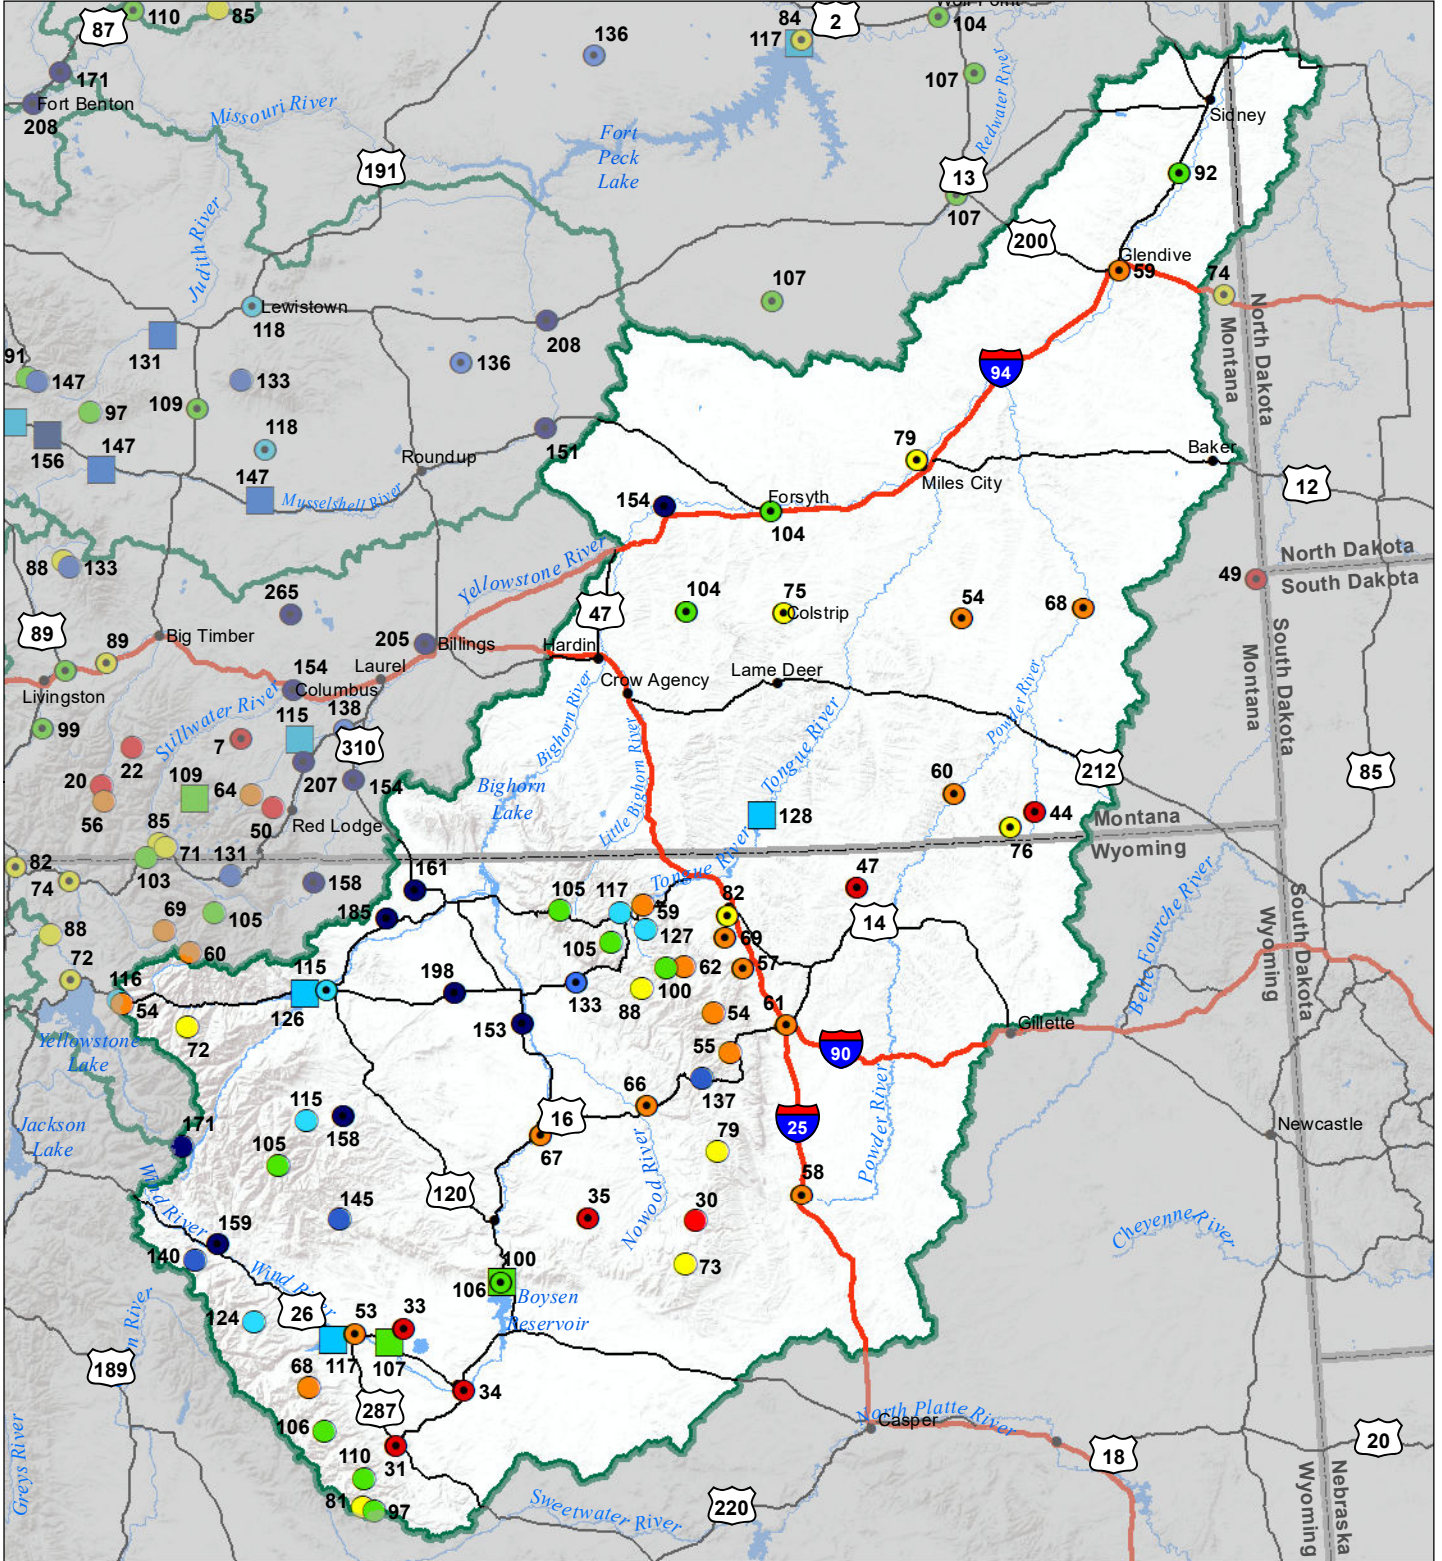 110
85
87
136
84
117
2
Wolf Point
104
171
Fort Benton
208
Missouri River
107
Redwater River
Sidney
Fort
Peck
Lake
191
13
92
107
200
Judith River
Glendive
59
74
107
Lewistown
118
208
North Dakota
Montana
131
136
94
91
147
133
97
109
118
79
Baker
156
147
147
151
Roundup
Miles City
12
Musselshell River
154
Forsyth
104
Yellowstone River
North Dakota
South Dakota
49
88
133
265
104
75
Colstrip
54
68
47
89
89
Big Timber
205
Billings
Hardin
Livingston
154
Laurel
Columbus
Crow Agency
Lame Deer
South Dakota
Montana
99
Stillwater River
115
138
7
310
Bighorn River
Little Bighorn River
Tongue River
Powder River
22
20
109
64
207
154
Bighorn
Lake
60
212
85
56
50
Red Lodge
128
44
76
Montana
Wyoming
85
71
82
74
103
131
158
161
Tongue River
47
Belle Fourche River
105
185
105
117
59
82
14
South Dakota
Wyoming
88
69
60
105
127
69
72
116
54
115
126
198
133
88
100
62
57
153
54
61
Gillette
Yellowstone
Lake
72
55
90
66
137
Powder River
115
158
16
25
Newcastle
Jackson
Lake
171
105
67
79
58
Wind River
120
Nowood River
145
35
30
159
Cheyenne River
140
73
Wind River
100
106
Boysen
Reservoir
124
26
53
33
117
107
189
68
34
287
North Platte River
Casper
18
20
106
31
Greys River
110
81
97
Sweetwater River
220
Wyoming
Nebraska